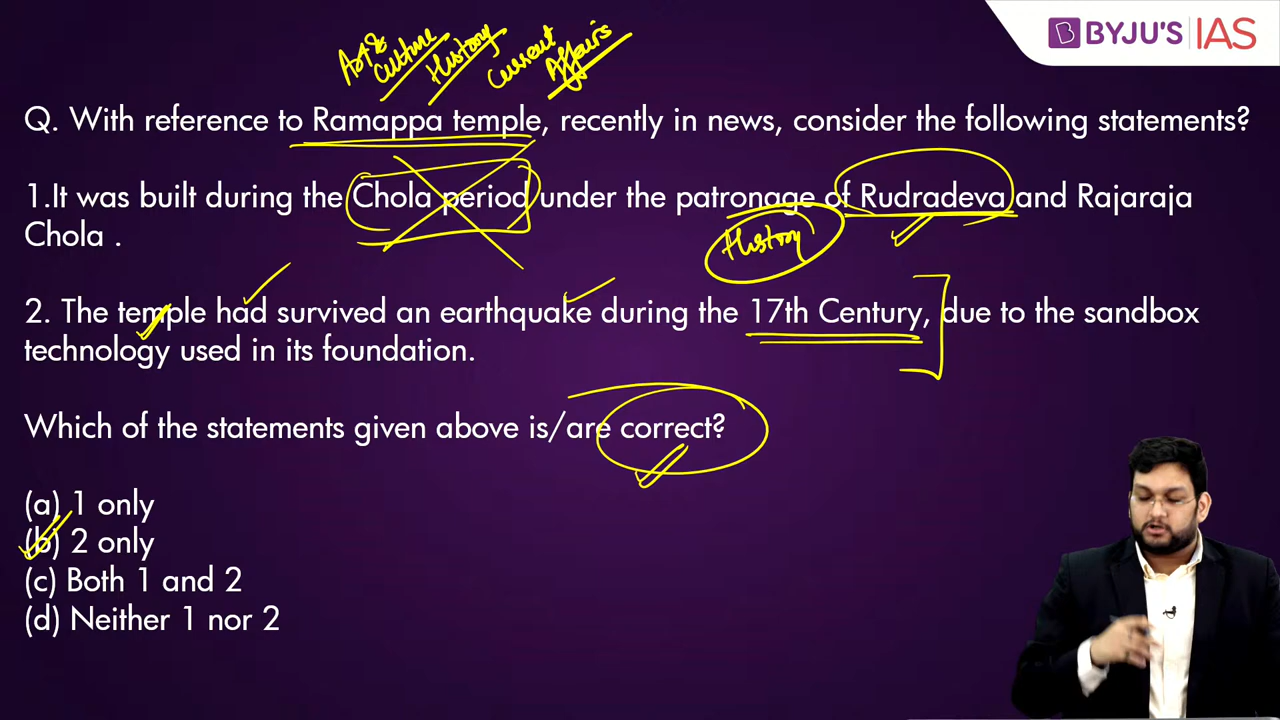 BYJU'S IAS
Art & Culture History Current Affairs
Q. With reference to Ramappa temple, recently in news, consider the following statements?
1.It was built during the Chola period under the patronage of Rudradeva and Rajaraja
Chola .
History
2. The temple had survived an earthquake during the 17th Century, due to the sandbox
technology used in its foundation.
Which of the statements given above is/are correct?
(a) 1 only
(b) 2 only
(c) Both 1 and 2
(d) Neither 1 nor 2